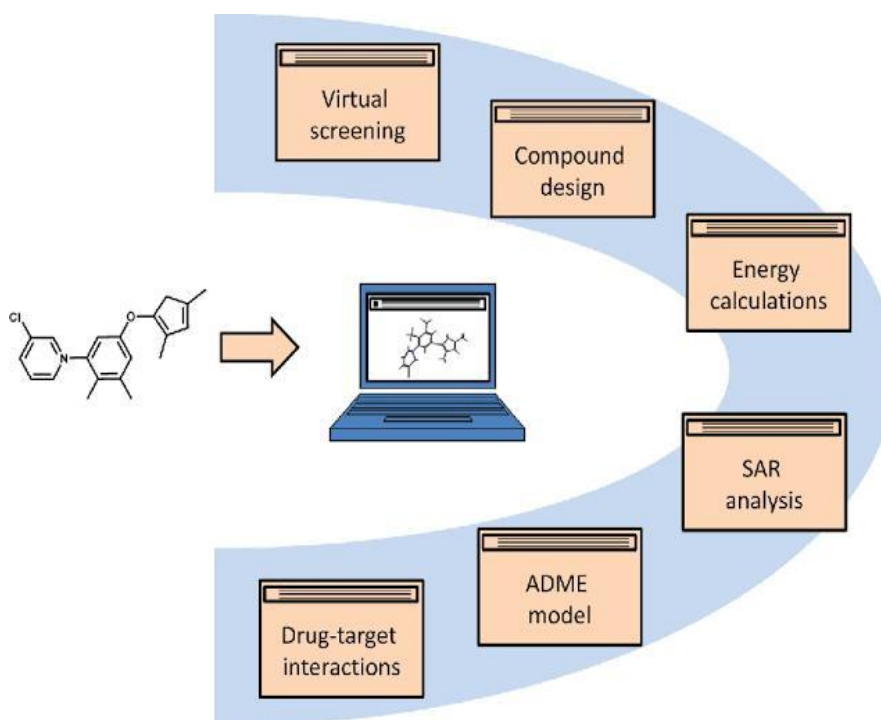 Virtual
screening
Compound
design
Energy
calculations
Cl
O
N
SAR
analysis
ADME
model
Drug-target
interactions